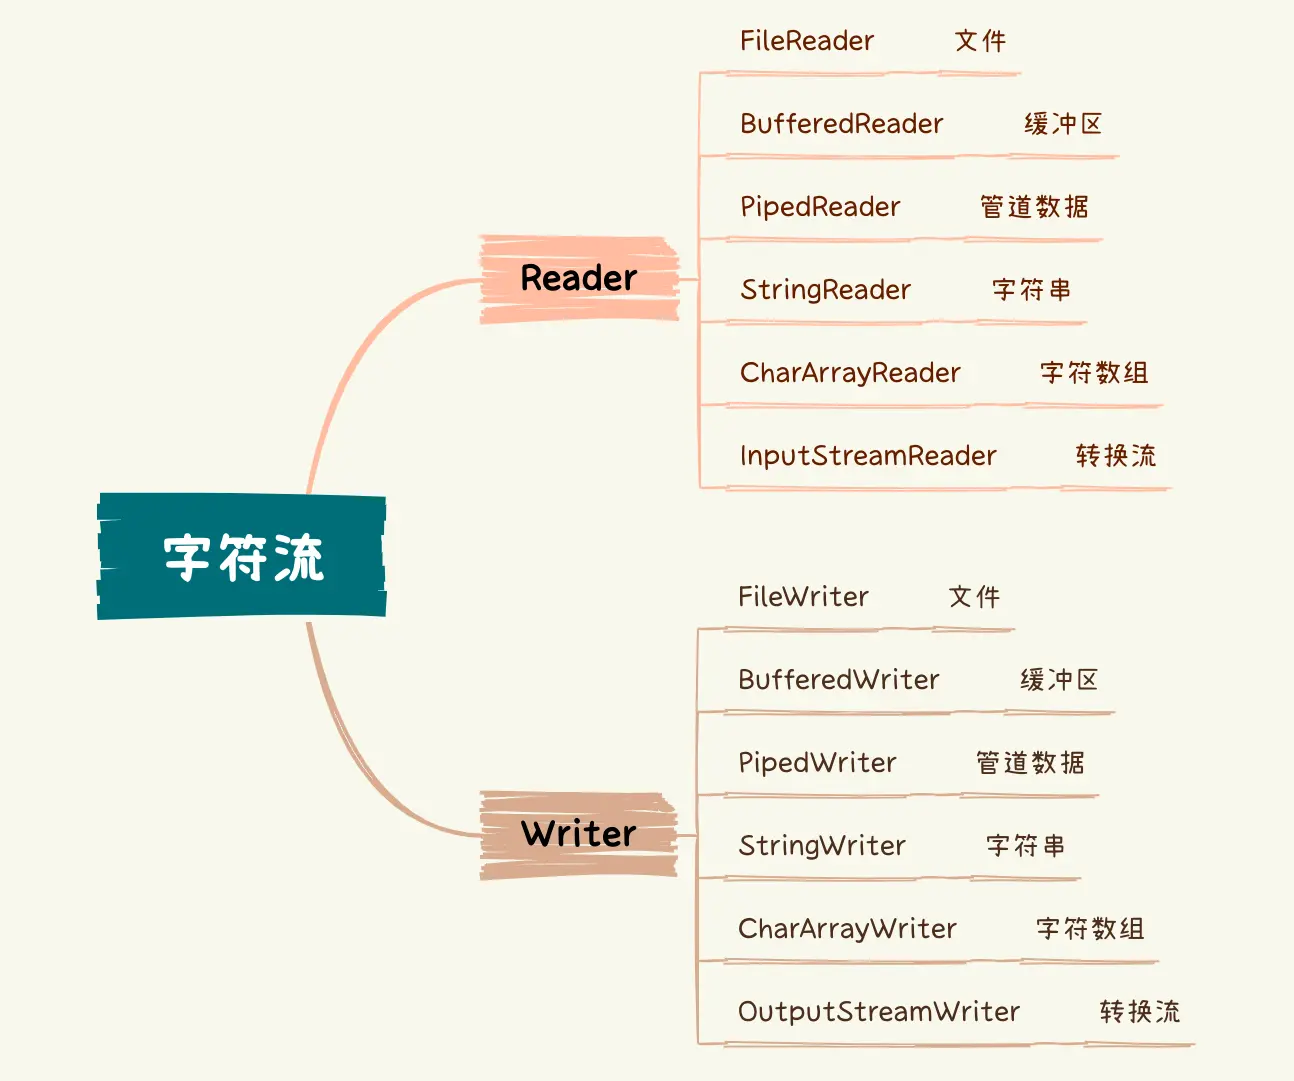 字符流
Reader
FileReader 文件
BufferedReader 缓冲区
PipedReader 管道数据
StringReader 字符串
CharArrayReader 字符数组
InputStreamReader 转换流
Writer
FileWriter 文件
BufferedWriter 缓冲区
PipedWriter 管道数据
StringWriter 字符串
CharArrayWriter 字符数组
OutputStreamWriter 转换流